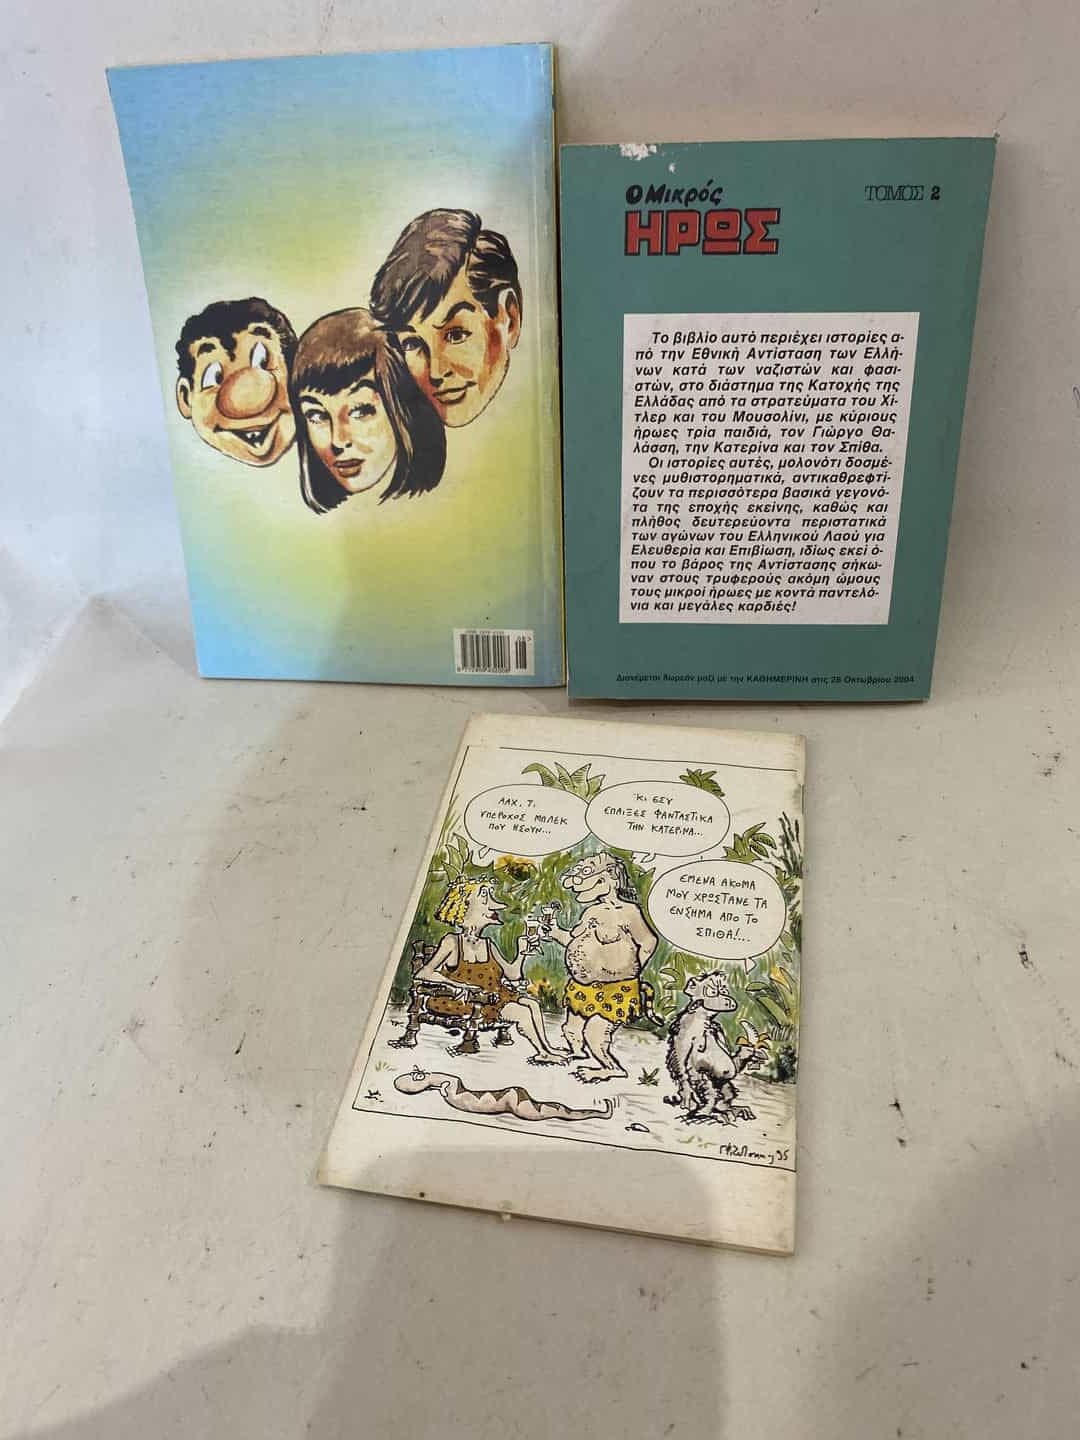 Ο Μικρός
ΗΡΩΣ
ΤΟΜΟΣ 2
Το βιβλίο αυτό περιέχει ιστορίες α-
πό την Εθνική Αντίσταση των Ελλή-
νων κατά των ναζιστών και φασι-
στών, στο διάστημα της Κατοχής της
Ελλάδας από τα στρατεύματα του Χί-
τλερ και του Μουσολίνι, με κύριους
ήρωες τρία παιδιά, τον Γιώργο Θα-
λάσση, την Κατερίνα και τον Σπίθα.
Οι ιστορίες αυτές, μολονότι δοσμέ-
νες μυθιστορηματικά, αντικαθρεφτί-
ζουν τα περισσότερα βασικά γεγονό-
τα της εποχής εκείνης, καθώς και
πλήθος δευτερεύοντα περιστατικά
των αγώνων του Ελληνικού Λαού για
Ελευθερία και Επιβίωση, ιδίως εκεί ό-
που το βάρος της Αντίστασης σήκω-
ναν στους τρυφερούς ακόμη ώμους
τους μικροί ήρωες με κοντά παντελό-
νια και μεγάλες καρδιές!
Διανέμεται δωρεάν μαζί με την ΚΑΘΗΜΕΡΙΝΗ στις 28 Οκτωβρίου 2004
08>
ΑΑΧ, ΤΙ
ΥΠΕΡΟΧΟΣ ΜΠΛΕΚ
ΠΟΥ ΗΣΟΥΝ...
ΚΙ ΕΣΥ
ΕΠΑΙΞΕΣ ΦΑΝΤΑΣΤΙΚΑ
ΤΗΝ ΚΑΤΕΡΙΝΑ...
ΕΜΕΝΑ ΑΚΟΜΑ
ΜΟΥ ΧΡΩΣΤΑΝΕ ΤΑ
ΕΝΣΗΜΑ ΑΠΟ ΤΟ
ΣΠΙΘΑ!...